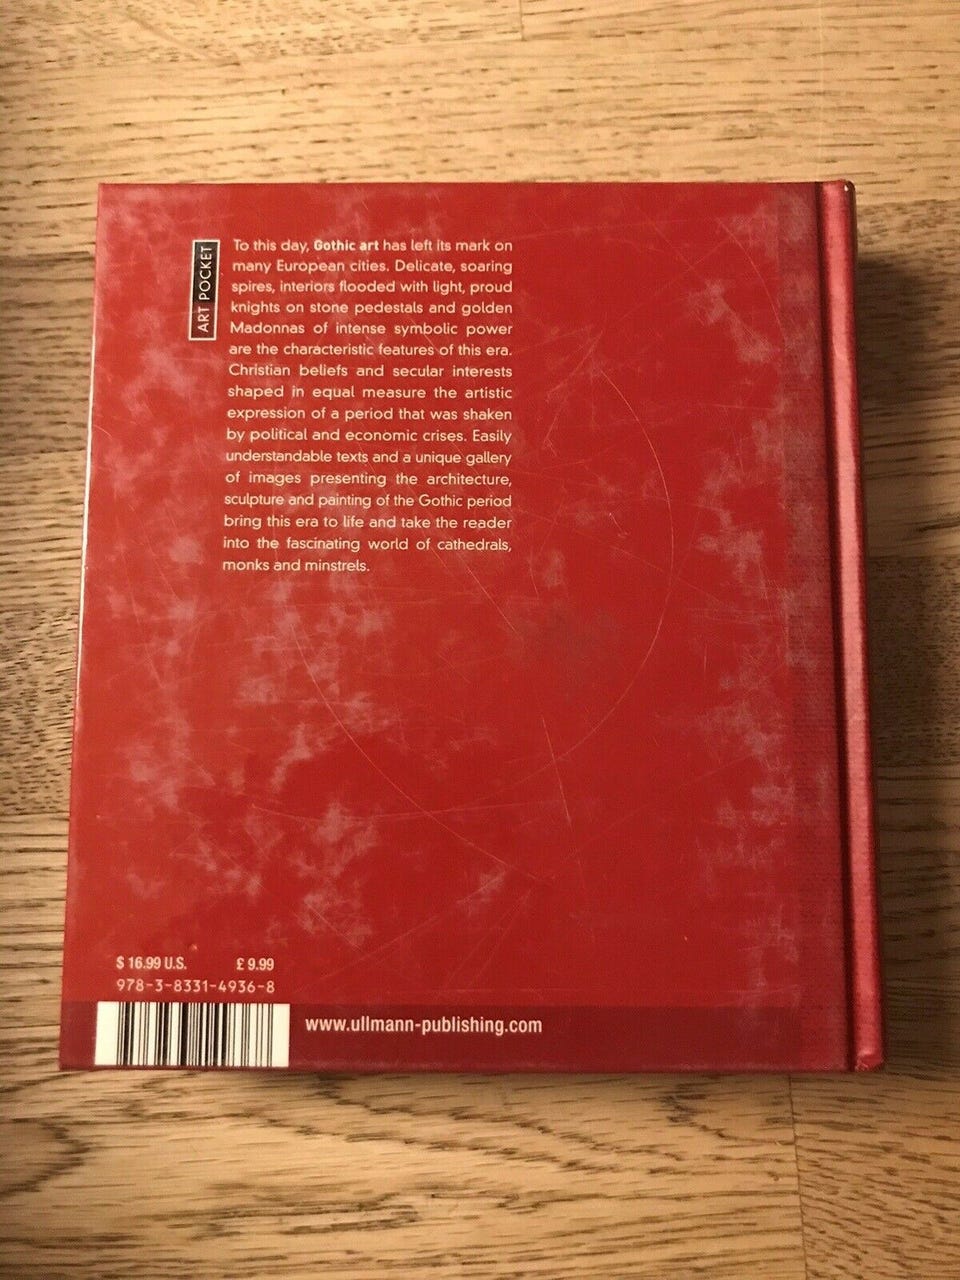 ART POCKET
To this day, Gothic art has left its mark on
many European cities. Delicate, soaring
spires, interiors flooded with light, proud
knights on stone pedestals and golden
Madonnas of intense symbolic power
are the characteristic features of this era.
Christian beliefs and secular interests
shaped in equal measure the artistic
expression of a period that was shaken
by political and economic crises. Easily
understandable texts and a unique gallery
of images presenting the architecture,
sculpture and painting of the Gothic period
bring this era to life and take the reader
into the fascinating world of cathedrals,
monks and minstrels.
$ 16.99 U.S. £ 9.99
978-3-8331-4936-8
www.ullmann-publishing.com